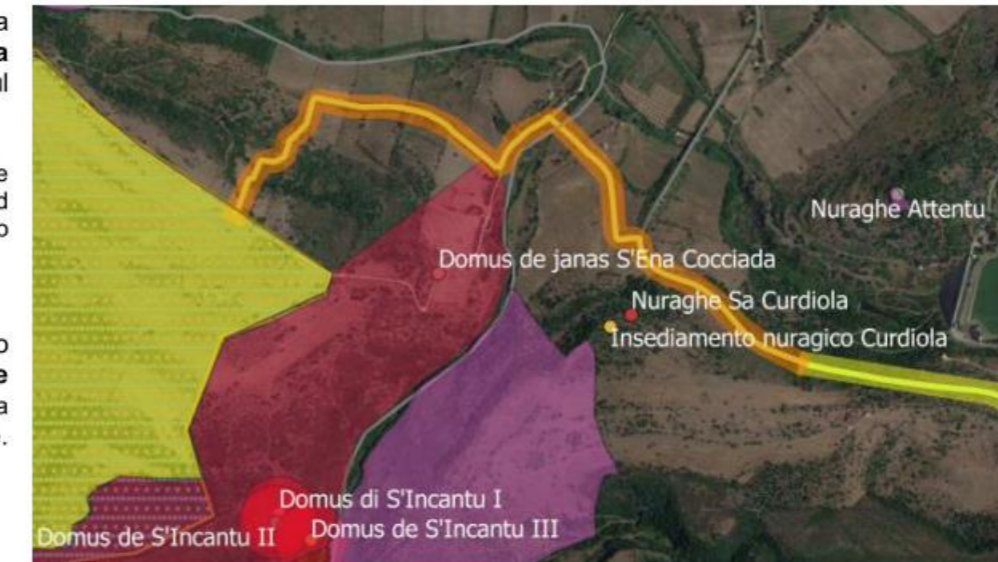 a
a
ul
e
d
o
o
e
a
.
Nuraghe Attentu
Domus de janas S'Ena Cocciada
Nuraghe Sa Curdiola
Insediamento nuragico Curdiola
Domus di S'Incantu I
Domus de S'Incantu III
Domus de S'Incantu II